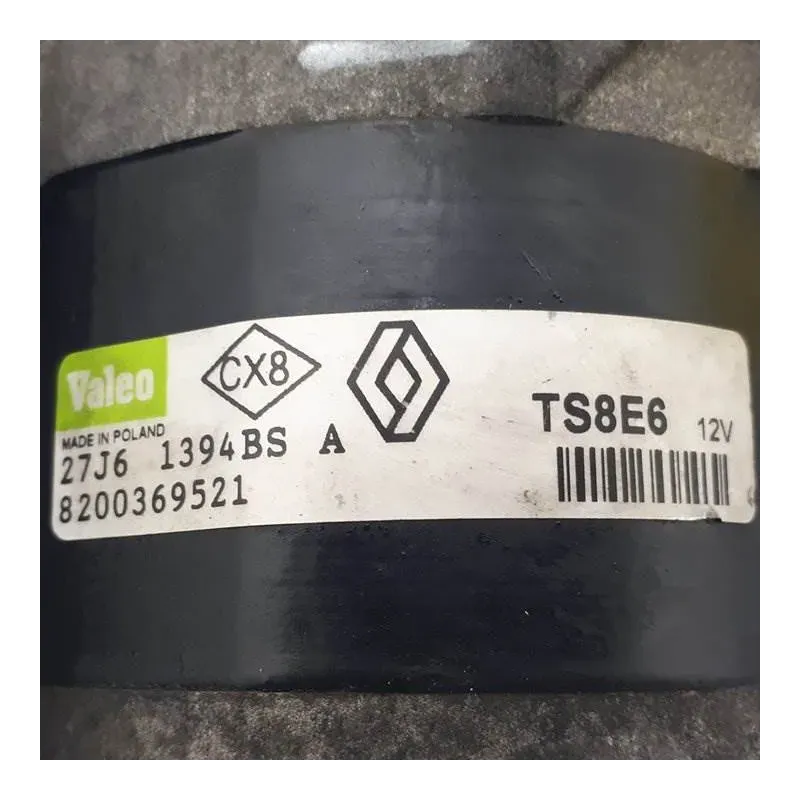 Valeo
CX8
MADE IN POLAND
27J6 1394BS A
8200369521
TS8E6 12V